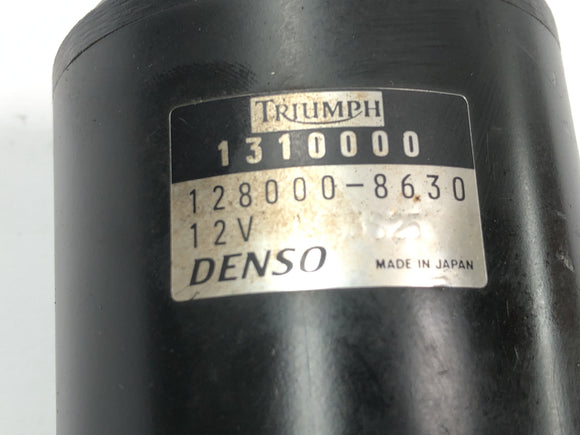 TRIUMPH
1310000
128000-8630
12V
DENSO MADE IN JAPAN